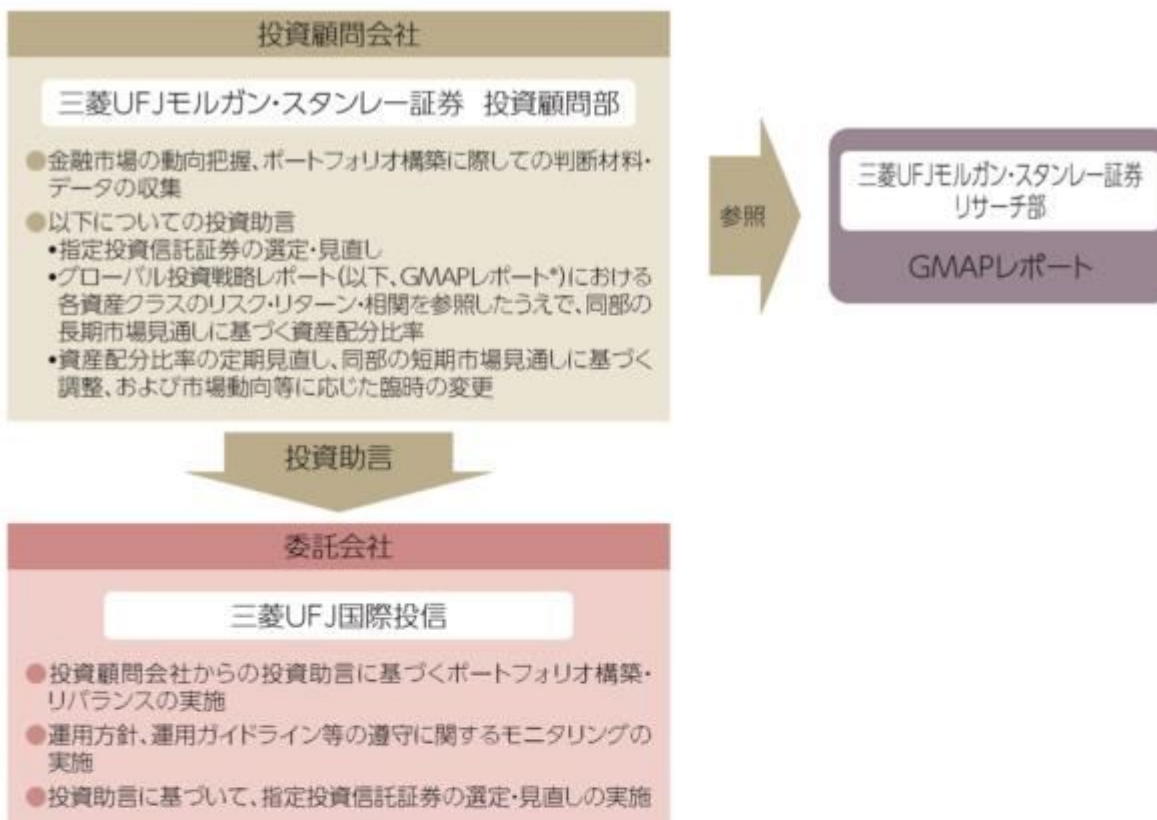 投資顧問会社
三菱UFJモルガン・スタンレー証券 投資顧問部
●金融市場の動向把握、ポートフォリオ構築に際しての判断材料・
データの収集
●以下についての投資助言
•指定投資信託証券の選定・見直し
•グローバル投資戦略レポート(以下、GMAPレポート*)における
各資産クラスのリスク・リターン・相関を参照したうえで、同部の
長期市場見通しに基づく資産配分比率
•資産配分比率の定期見直し、同部の短期市場見通しに基づく
調整、および市場動向等に応じた臨時の変更
参照
三菱UFJモルガン・スタンレー証券
リサーチ部
GMAPレポート
投資助言
委託会社
三菱UFJ国際投信
●投資顧問会社からの投資助言に基づくポートフォリオ構築・
リバランスの実施
●運用方針、運用ガイドライン等の遵守に関するモニタリングの
実施
●投資助言に基づいて、指定投資信託証券の選定・見直しの実施